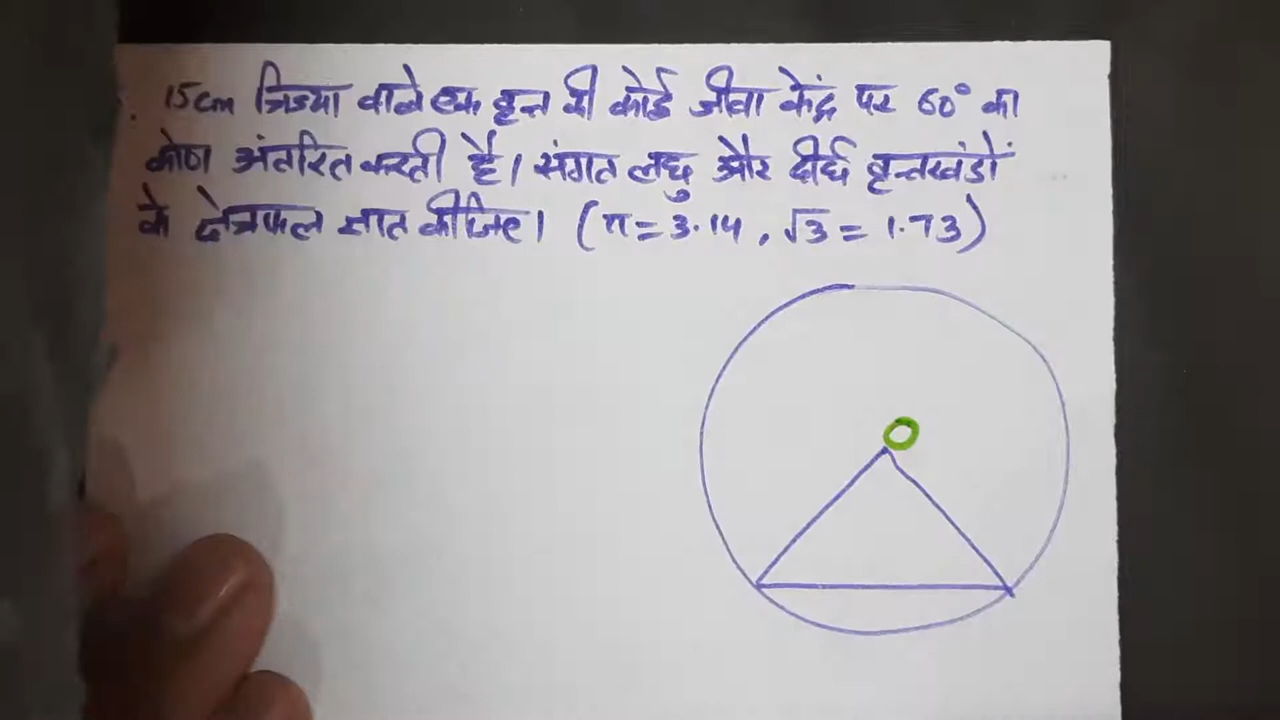 15cm त्रिज्या वाले एक वृत्त की कोई जीवा केंद्र पर 60° का
कोण अंतरित करती है। संगत लघु और दीर्घ वृत्तखंडों
के क्षेत्रफल ज्ञात कीजिए। (π=3.14, √3=1.73)
O